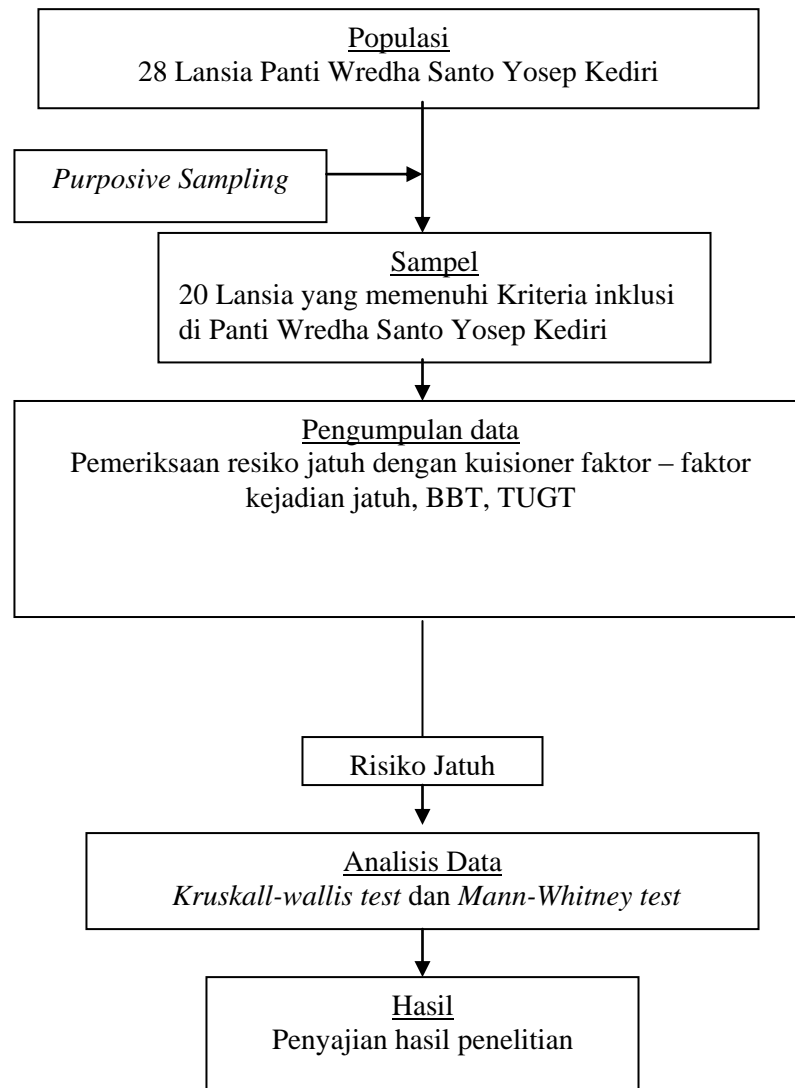 Populasi
28 Lansia Panti Wredha Santo Yosep Kediri
Purposive Sampling
Sampel
20 Lansia yang memenuhi Kriteria inklusi
di Panti Wredha Santo Yosep Kediri
Pengumpulan data
Pemeriksaan resiko jatuh dengan kuisioner faktor – faktor
kejadian jatuh, BBT, TUGT
Risiko Jatuh
Analisis Data
Kruskall-wallis test dan Mann-Whitney test
Hasil
Penyajian hasil penelitian